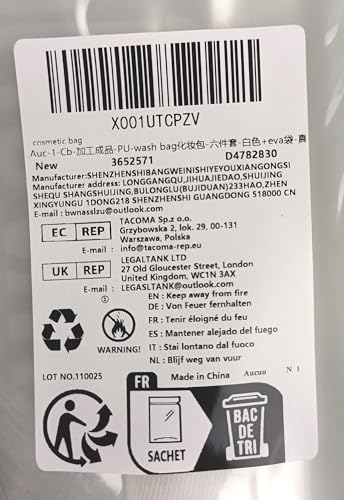 X001UTCPZV
cosmetic bag
Auc-1-Cb-加工成品-PU-wash bag化妆包-六件套-白色+eva袋-真
New 3652571 D4782830
Manufacturer:SHENZHENSHIBANGWEINISHIYEYOUXIANGONGSI
Manufacturer address: LONGGANGQU,JIHUAJIEDAO,SHENZHEN
SHEQU SHANGSHUIJING,BULONGLU(BUJIDUAN)233HAO,ZHEN
XINGYUNGU 1DONG218 SHENZHENSHI GUANGDONG 518000 CN
E-mail : bwnasslzu@outlook.com
EC REP TACOMA Sp.z o.o.
Grzybowska 2, lok. 29, 00-131
Warszawa, Polska
E-mail : info@tacoma-rep.eu
UK REP LEGALTANK LTD
27 Old Gloucester Street, London
United Kingdom, WC1N 3AX
E-mail : LEGASLTANK@outlook.com
①
WARNING!
EN : Keep away from fire
DE : Von Feuer fernhalten
FR : Tenir éloigné du feu
ES : Mantener alejado del fuego
IT : Stai lontano dal fuoco
NL : Blijf weg van vuur
LOT NO.110025
Made in China Aucuu N 1
FR
SACHET
BAC
DE
TRI